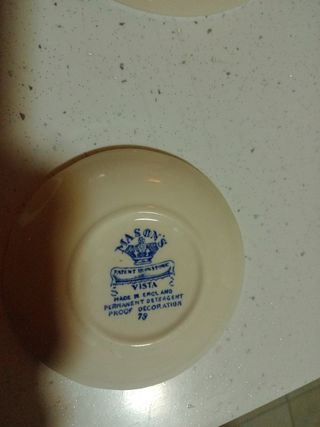 MASON'S
PATENT IRONSTONE
VISTA
MADE IN ENGLAND
PERMANENT DETERGENT
PROOF DECORATION
79